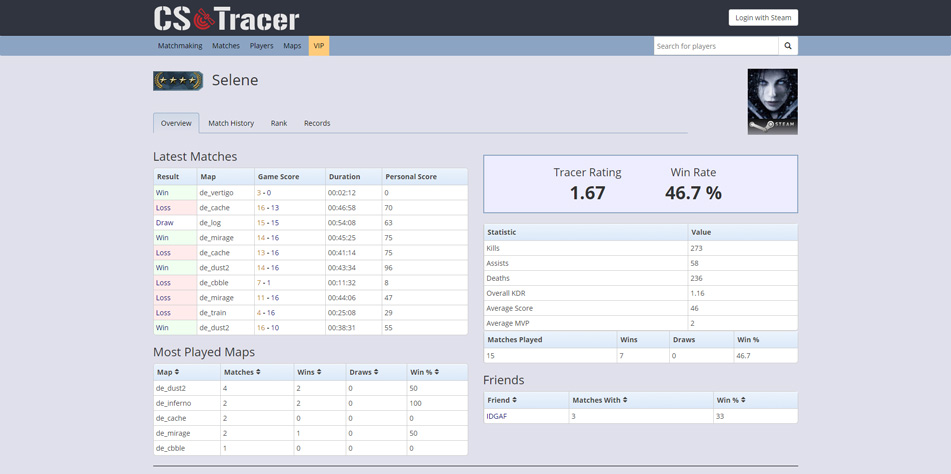 CS Tracer
Login with Steam
Matchmaking Matches Players Maps VIP
Search for players
Selene
STEAM
Overview Match History Rank Records
Latest Matches
Result Map Game Score Duration Personal Score
Win de_vertigo 3 - 0 00:02:12 0
Loss de_cache 16 - 13 00:46:58 70
Draw de_log 15 - 15 00:54:08 63
Win de_mirage 14 - 16 00:45:25 75
Loss de_cache 13 - 16 00:41:14 75
Win de_dust2 14 - 16 00:43:34 96
Loss de_cbble 7 - 1 00:11:32 8
Loss de_mirage 11 - 16 00:44:06 47
Loss de_train 4 - 16 00:25:08 29
Win de_dust2 16 - 10 00:38:31 55
Most Played Maps
Map Matches Wins Draws Win %
de_dust2 4 2 0 50
de_inferno 2 2 0 100
de_cache 2 0 0 0
de_mirage 2 1 0 50
de_cbble 1 0 0 0
Tracer Rating Win Rate
1.67 46.7 %
Statistic Value
Kills 273
Assists 58
Deaths 236
Overall KDR 1.16
Average Score 46
Average MVP 2
Matches Played Wins Draws Win %
15 7 0 46.7
Friends
Friend Matches With Win %
IDGAF 3 33